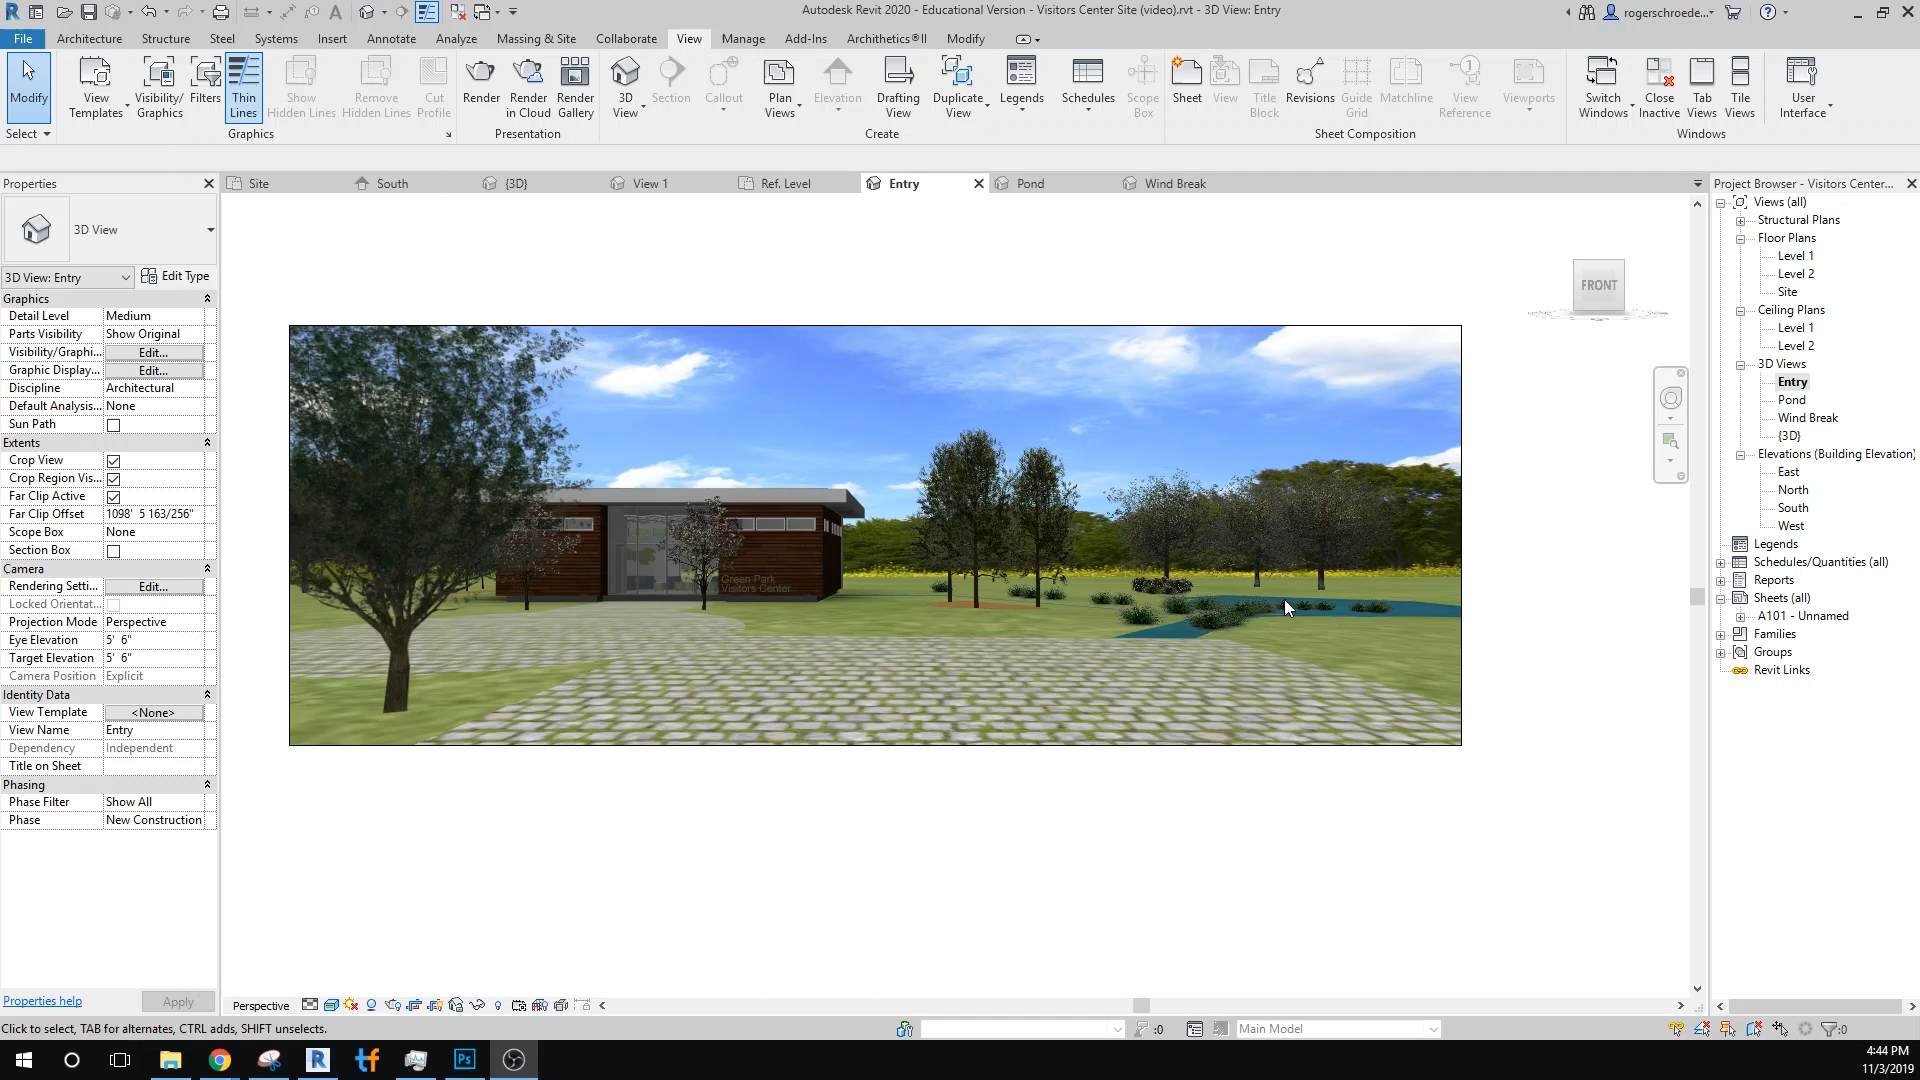 Autodesk Revit 2020 - Educational Version - Visitors Center Site (video).rvt - 3D View: Entry
rogerschroede...
File Architecture Structure Steel Systems Insert Annotate Analyze Massing & Site Collaborate View Manage Add-Ins Archithetics®II Modify
Modify
View Templates
Visibility/ Graphics
Filters
Thin Lines
Show Hidden Lines
Remove Hidden Lines
Cut Profile
Render
Render in Cloud
Render Gallery
3D View
Section
Callout
Plan Views
Elevation
Drafting View
Duplicate View
Legends
Schedules
Scope Box
Sheet
View
Title Block
Revisions
Guide Grid
Matchline
View Reference
Viewports
Switch Windows
Close Inactive
Tab Views
Tile Views
User Interface
Select Graphics Presentation Create Sheet Composition Windows
Properties
Site South {3D} View 1 Ref. Level Entry Pond Wind Break
Project Browser - Visitors Center...
3D View
3D View: Entry Edit Type
Graphics
Detail Level Medium
Parts Visibility Show Original
Visibility/Graphi... Edit...
Graphic Display... Edit...
Discipline Architectural
Default Analysis... None
Sun Path
Extents
Crop View
Crop Region Vis...
Far Clip Active
Far Clip Offset 1098' 5 163/256"
Scope Box None
Section Box
Camera
Rendering Setti... Edit...
Locked Orientat...
Projection Mode Perspective
Eye Elevation 5' 6"
Target Elevation 5' 6"
Camera Position Explicit
Identity Data
View Template <None>
View Name Entry
Dependency Independent
Title on Sheet
Phasing
Phase Filter Show All
Phase New Construction
Properties help Apply
FRONT
Green Park
Visitors Center
Views (all)
Structural Plans
Floor Plans
Level 1
Level 2
Site
Ceiling Plans
Level 1
Level 2
3D Views
Entry
Pond
Wind Break
{3D}
Elevations (Building Elevation)
East
North
South
West
Legends
Schedules/Quantities (all)
Reports
Sheets (all)
A101 - Unnamed
Families
Groups
Revit Links
Perspective
Click to select, TAB for alternates, CTRL adds, SHIFT unselects.
:0
Main Model
:0
Ps
4:44 PM
11/3/2019